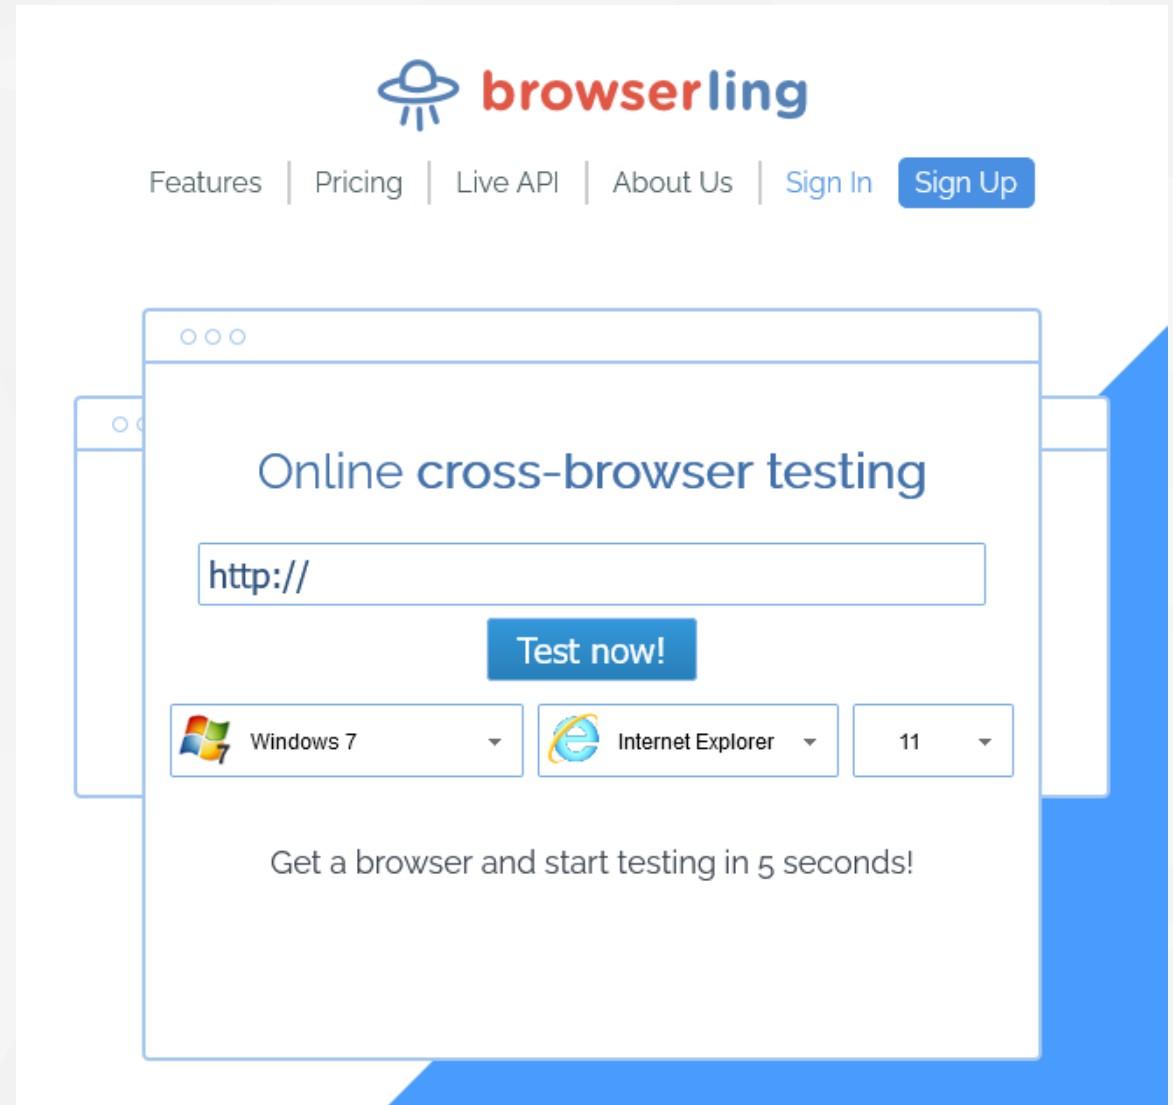 browserling
Features Pricing Live API About Us Sign In Sign Up
Online cross-browser testing
http://
Test now!
7 Windows 7 Internet Explorer 11
Get a browser and start testing in 5 seconds!